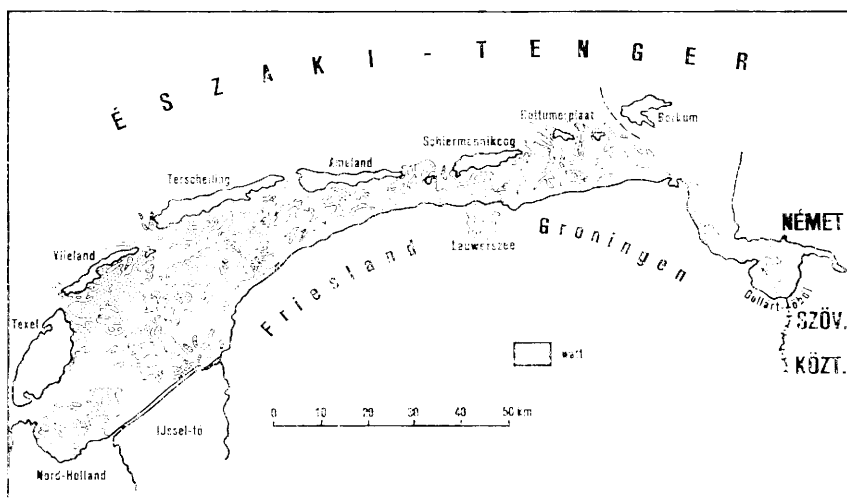 ÉSZAKI-TENGER
Borkum
Rottumerplaat
Schiermonnikoog
Ameland
Terschelling
NÉMET
Vlieland
Friesland
Lauwerszee
Groningen
Dollart-öböl
Texel
SZÖV.
watt
KÖZT.
0 10 20 30 40 50 km
IJssel-tó
Nord-Holland